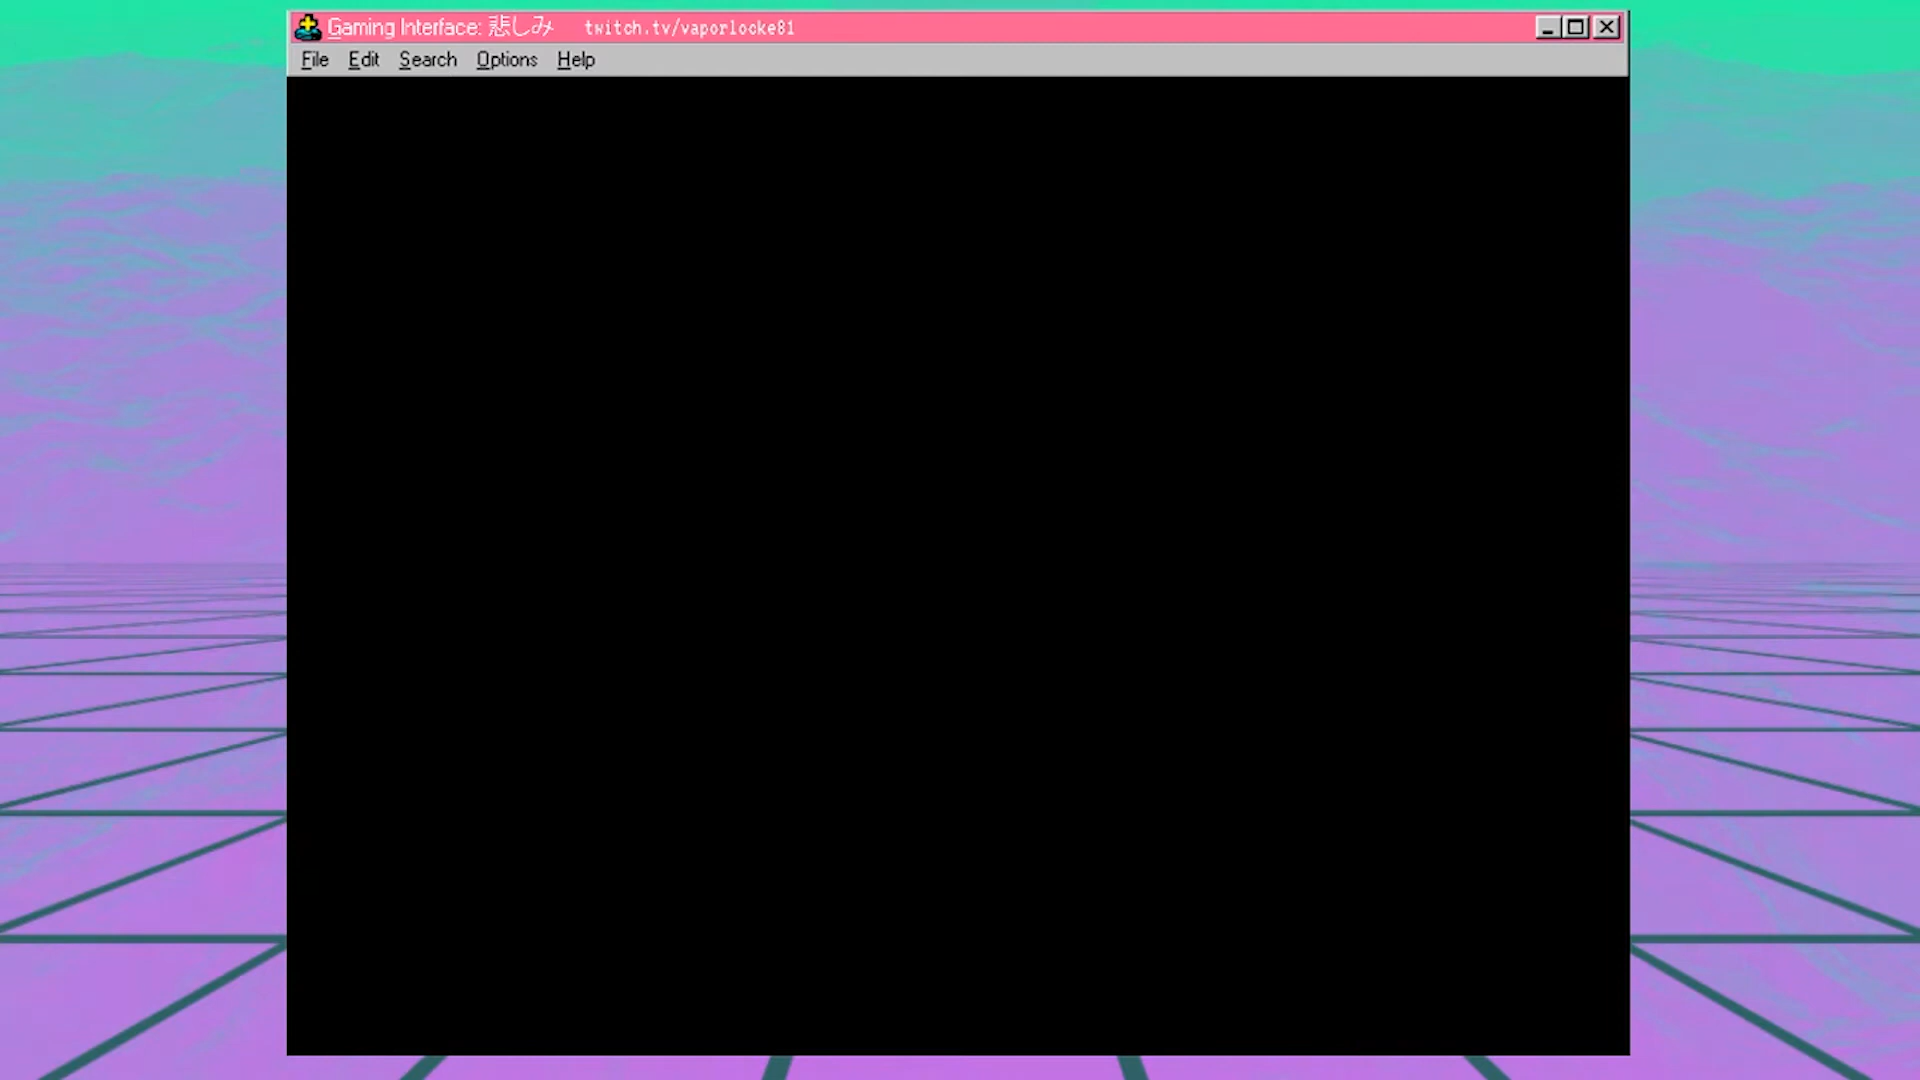 Gaming Interface: 悲しみ twitch.tv/vaporlocke81
File Edit Search Options Help